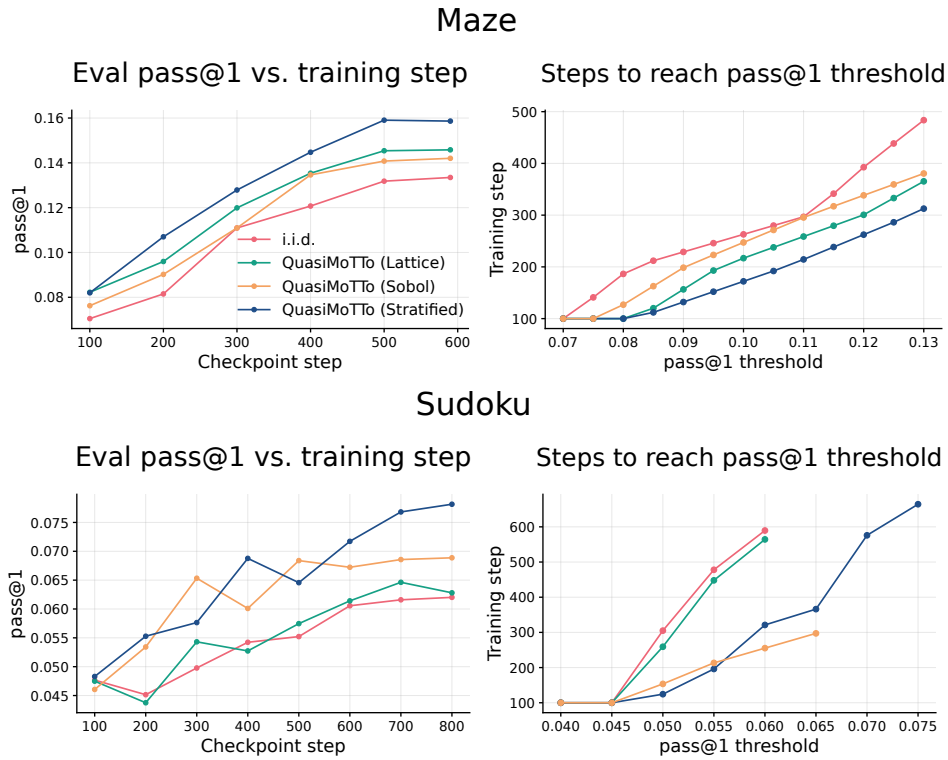 Maze
Eval pass@1 vs. training step
pass@1
0.16
0.14
0.12
0.10
0.08
i.i.d.
QuasiMoTTo (Lattice)
QuasiMoTTo (Sobol)
QuasiMoTTo (Stratified)
100 200 300 400 500 600
Checkpoint step
Steps to reach pass@1 threshold
Training step
500
400
300
200
100
0.07 0.08 0.09 0.10 0.11 0.12 0.13
pass@1 threshold
Sudoku
Eval pass@1 vs. training step
pass@1
0.075
0.070
0.065
0.060
0.055
0.050
0.045
100 200 300 400 500 600 700 800
Checkpoint step
Steps to reach pass@1 threshold
Training step
600
500
400
300
200
100
0.040 0.045 0.050 0.055 0.060 0.065 0.070 0.075
pass@1 threshold